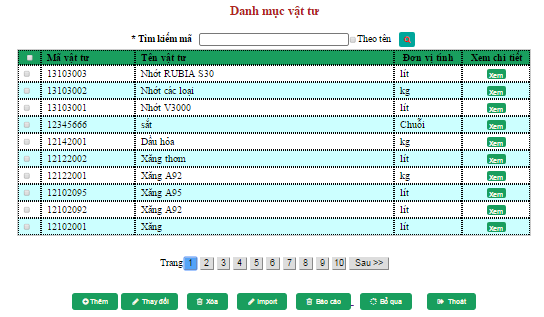 Danh mục vật tư
* Tìm kiếm mã Theo tên
Mã vật tư Tên vật tư Đơn vị tính Xem chi tiết
13103003 Nhớt RUBIA S30 lít Xem
13103002 Nhớt các loại kg Xem
13103001 Nhớt V3000 lít Xem
12345666 sắt Chuỗi Xem
12142001 Dầu hỏa kg Xem
12122002 Xăng thơm lít Xem
12122001 Xăng A92 kg Xem
12102095 Xăng A95 lít Xem
12102092 Xăng A92 lít Xem
12102001 Xăng lít Xem
Trang 1 2 3 4 5 6 7 8 9 10 Sau >>
Thêm Thay đổi Xóa Import Báo cáo Bỏ qua Thoát